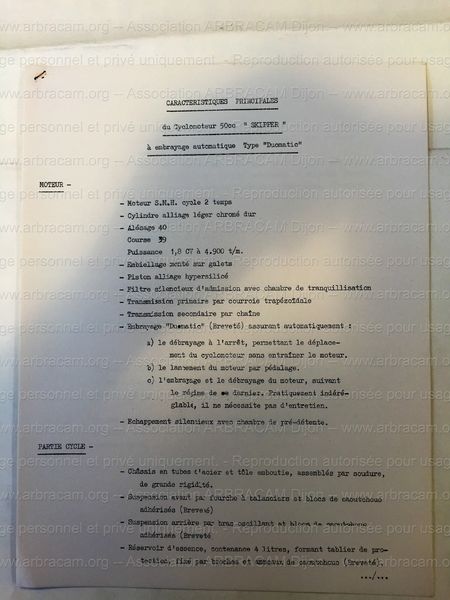 CARACTERISTIQUES PRINCIPALES
du Cyclomoteur 50cc " SKIPPER "
à embrayage automatique Type "Duomatic"
MOTEUR -
- Moteur S.N.H. cycle 2 temps
- Cylindre alliage léger chromé dur
- Alésage 40
Course 39
Puissance 1,8 CV à 4.900 t/m.
- Embiellage monté sur galets
- Piston alliage hypersilicé
- Filtre silencieux d'admission avec chambre de tranquillisation
- Transmission primaire par courroie trapézoïdale
- Transmission secondaire par chaîne
- Embrayage "Duomatic" (Breveté) assurant automatiquement :
a) le débrayage à l'arrêt, permettant le déplace-
ment du cyclomoteur sans entraîner le moteur.
b) le lancement du moteur par pédalage.
c) l'embrayage et le débrayage du moteur, suivant
le régime de ce dernier. Pratiquement indéré-
glable, il ne nécessite pas d'entretien.
- Echappement silencieux avec chambre de pré-détente.
PARTIE CYCLE -
- Châssis en tubes d'acier et tôle emboutie, assemblés par soudure,
de grande rigidité.
- Suspension avant par fourche à balanciers et blocs de caoutchouc
adhérisés (Breveté)
- Suspension arrière par bras oscillant et blocs de caoutchouc
adhérisés (Breveté
- Réservoir d'essence, contenance 4 litres, formant tablier de pro-
tection, fixé par broches et anneaux de caoutchouc (Breveté).
.../...
www.arbracam.org -- Association ARBRACAM Dijon --
personnel et privé uniquement - Reproduction autorisée pour usage